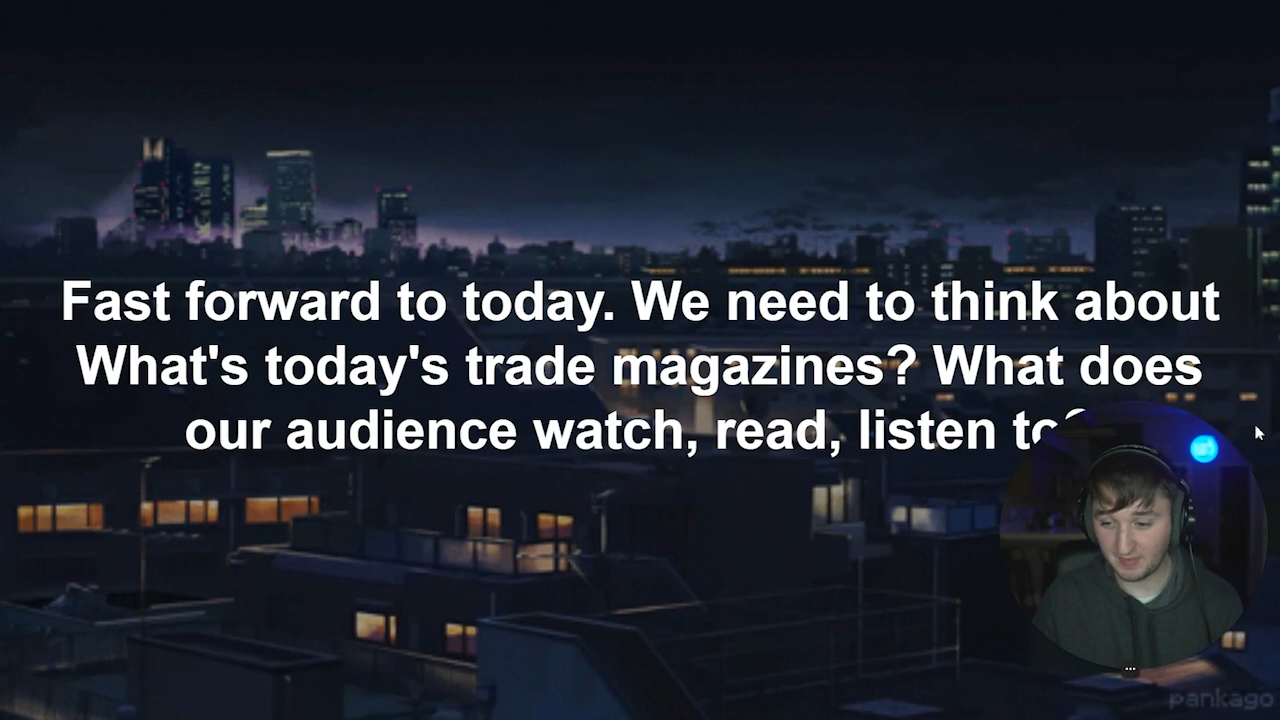 Fast forward to today. We need to think about
What's today's trade magazines? What does
our audience watch, read, listen to?
pankago